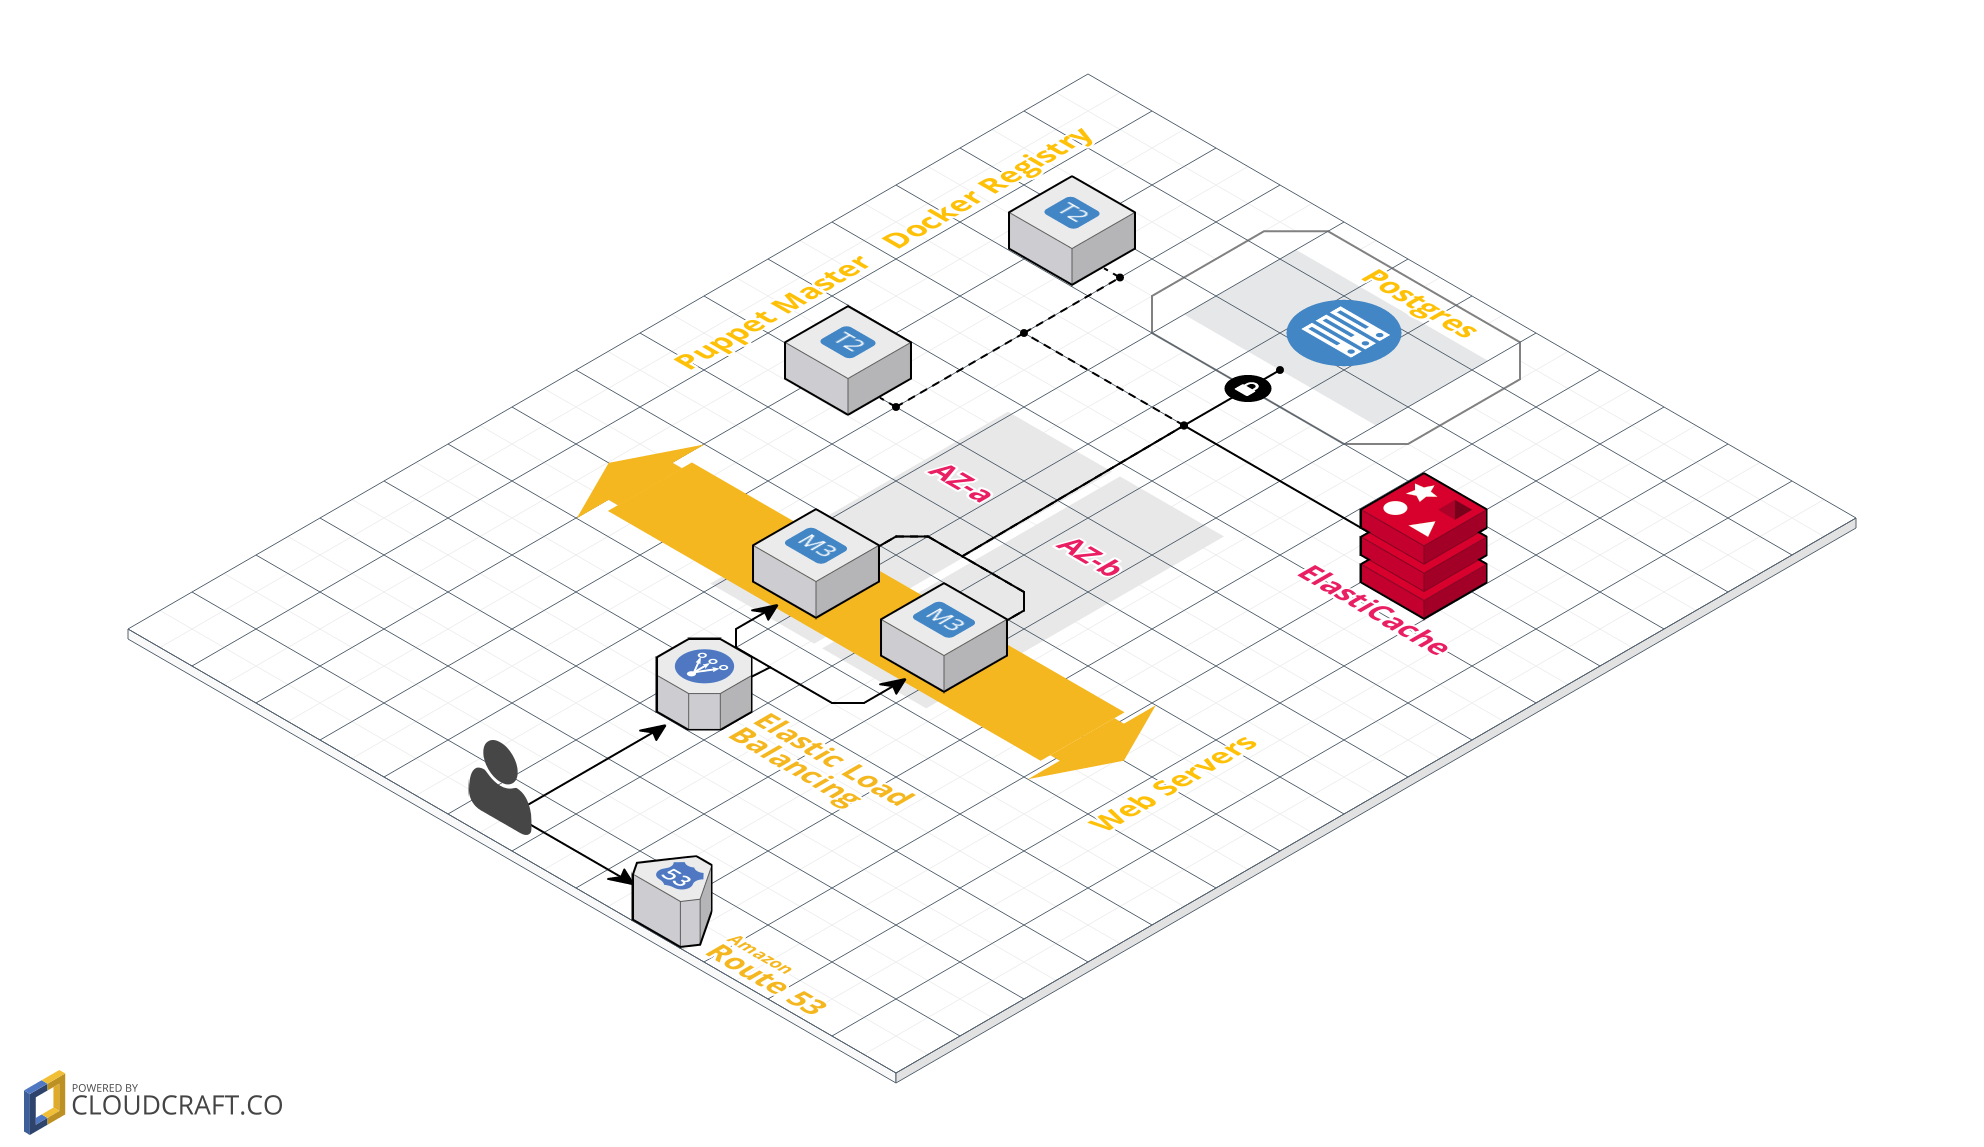 Docker Registry
T2
Puppet Master
T2
Postgres
AZ-a
AZ-b
M3
M3
ElastiCache
Elastic Load
Balancing
Web Servers
53
Amazon
Route 53
POWERED BY
CLOUDCRAFT.CO